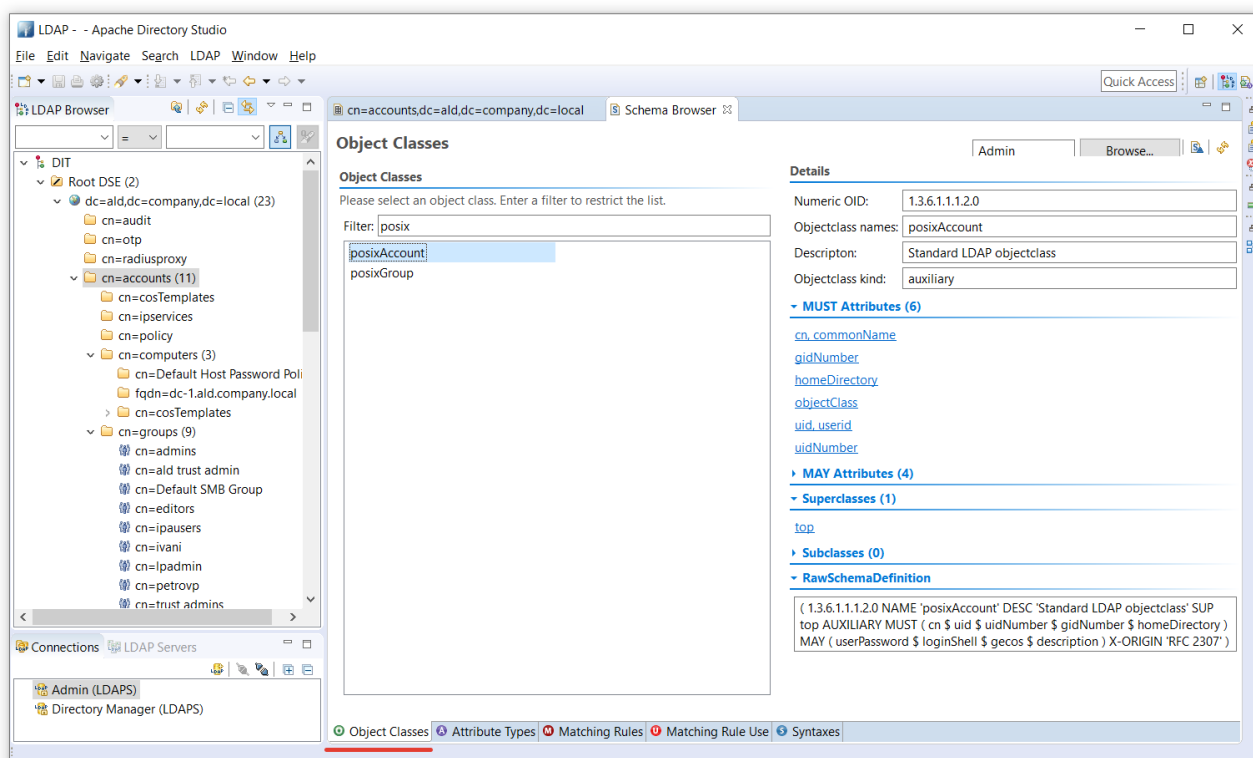 LDAP - - Apache Directory Studio
File Edit Navigate Search LDAP Window Help
Quick Access
LDAP Browser
=
DIT
Root DSE (2)
dc=ald,dc=company,dc=local (23)
cn=audit
cn=otp
cn=radiusproxy
cn=accounts (11)
cn=cosTemplates
cn=ipservices
cn=policy
cn=computers (3)
cn=Default Host Password Poli
fqdn=dc-1.ald.company.local
cn=cosTemplates
cn=groups (9)
cn=admins
cn=ald trust admin
cn=Default SMB Group
cn=editors
cn=ipausers
cn=ivani
cn=lpadmin
cn=petrovp
cn=trust admins
Connections LDAP Servers
Admin (LDAPS)
Directory Manager (LDAPS)
cn=accounts,dc=ald,dc=company,dc=local Schema Browser
Object Classes
Admin Browse...
Object Classes
Please select an object class. Enter a filter to restrict the list.
Filter: posix
posixAccount
posixGroup
Details
Numeric OID: 1.3.6.1.1.1.2.0
Objectclass names: posixAccount
Descripton: Standard LDAP objectclass
Objectclass kind: auxiliary
MUST Attributes (6)
cn, commonName
gidNumber
homeDirectory
objectClass
uid, userid
uidNumber
MAY Attributes (4)
Superclasses (1)
top
Subclasses (0)
RawSchemaDefinition
( 1.3.6.1.1.1.2.0 NAME 'posixAccount' DESC 'Standard LDAP objectclass' SUP
top AUXILIARY MUST ( cn $ uid $ uidNumber $ gidNumber $ homeDirectory )
MAY ( userPassword $ loginShell $ gecos $ description ) X-ORIGIN 'RFC 2307' )
Object Classes Attribute Types Matching Rules Matching Rule Use Syntaxes